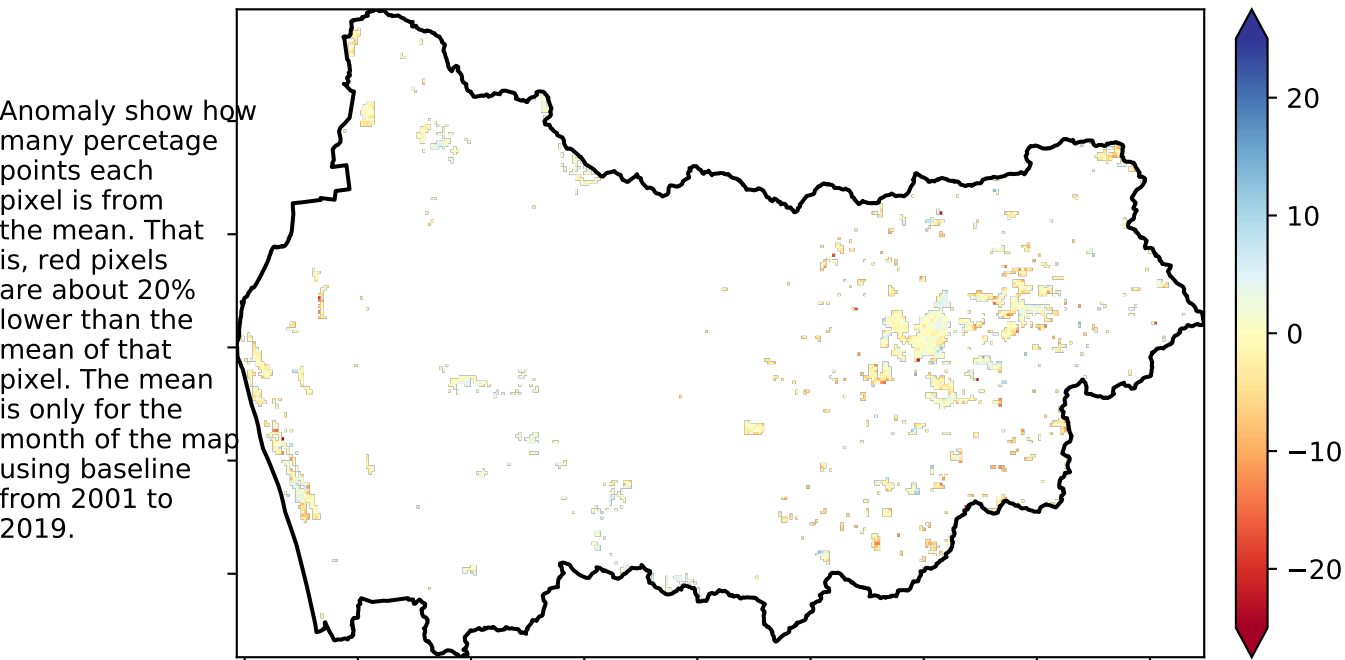 Anomaly show how
many percetage
points each
pixel is from
the mean. That
is, red pixels
are about 20%
lower than the
mean of that
pixel. The mean
is only for the
month of the map
using baseline
from 2001 to
2019.
20
10
0
−10
−20